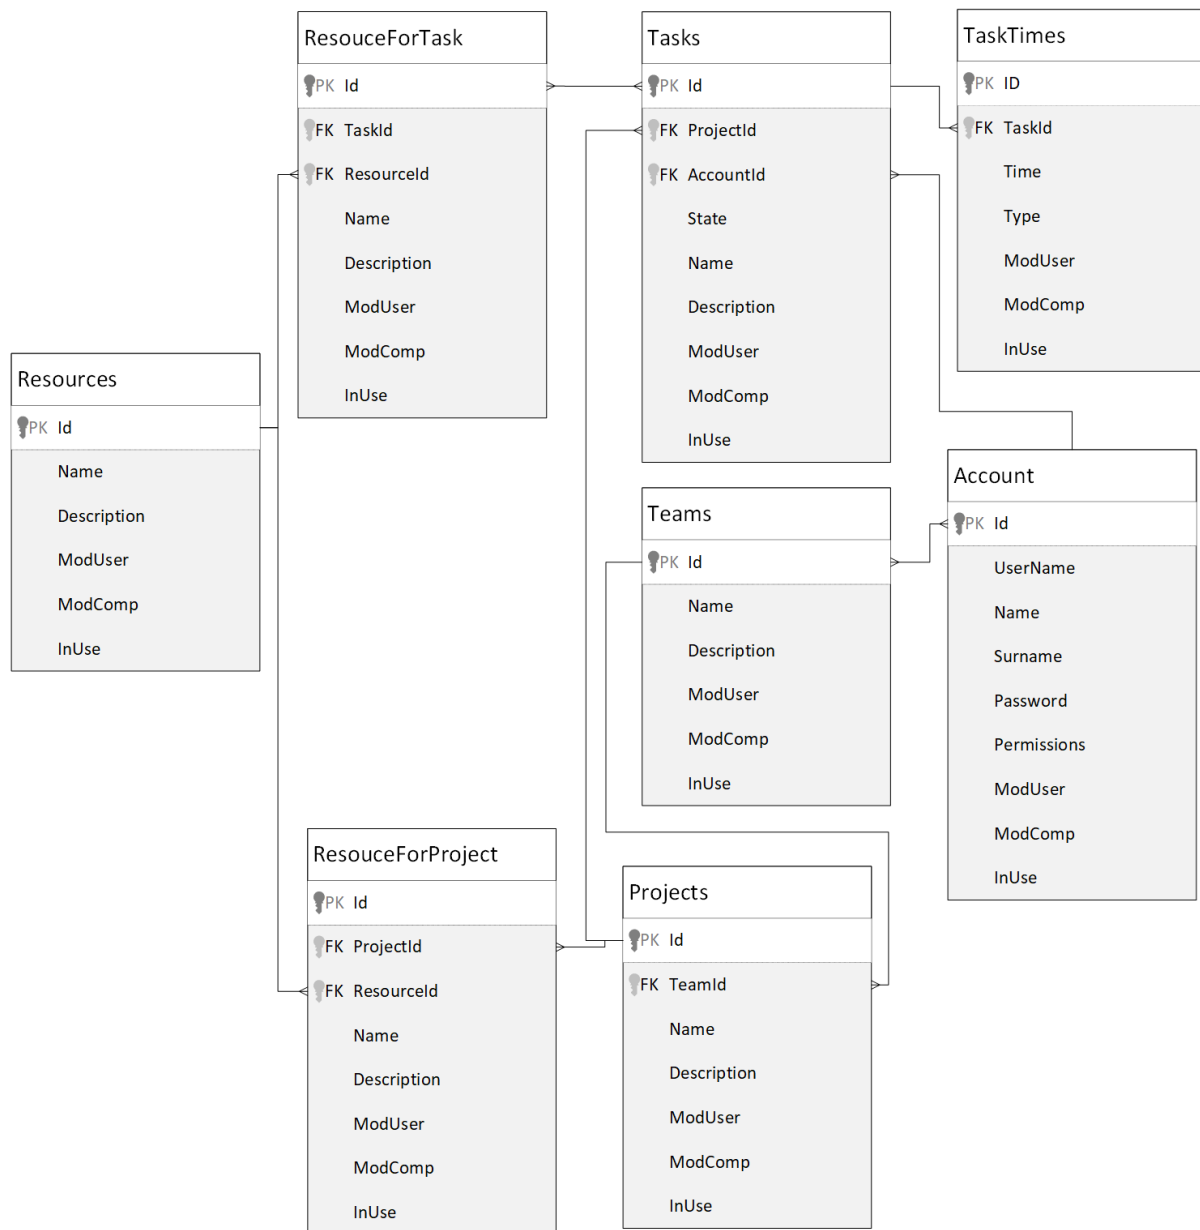 ResouceForTask
PK Id
FK TaskId
FK ResourceId
Name
Description
ModUser
ModComp
InUse
Tasks
PK Id
FK ProjectId
FK AccountId
State
Name
Description
ModUser
ModComp
InUse
TaskTimes
PK ID
FK TaskId
Time
Type
ModUser
ModComp
InUse
Resources
PK Id
Name
Description
ModUser
ModComp
InUse
Teams
PK Id
Name
Description
ModUser
ModComp
InUse
Account
PK Id
UserName
Name
Surname
Password
Permissions
ModUser
ModComp
InUse
ResouceForProject
PK Id
FK ProjectId
FK ResourceId
Name
Description
ModUser
ModComp
InUse
Projects
PK Id
FK TeamId
Name
Description
ModUser
ModComp
InUse